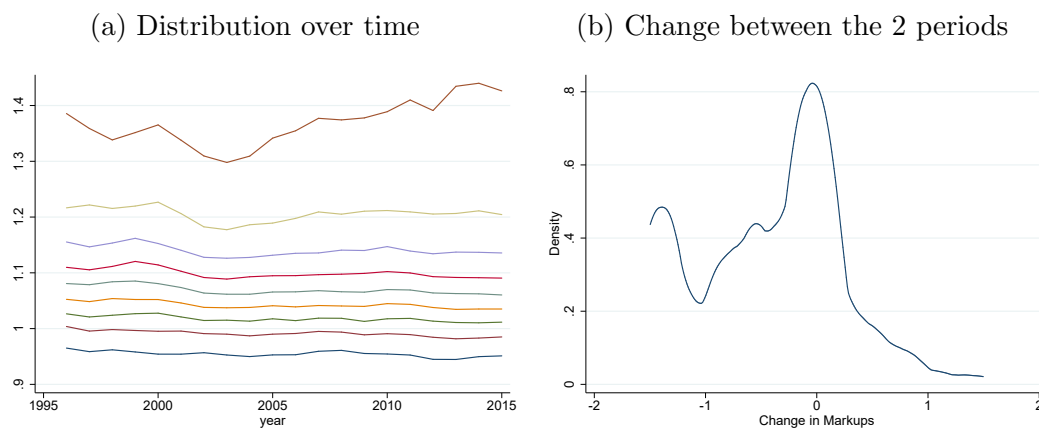 (a) Distribution over time
1.4
1.3
1.2
1.1
1
.9
1995 2000 2005 2010 2015
year
(b) Change between the 2 periods
Density
.8
.6
.4
.2
0
-2 -1 0 1 2
Change in Markups